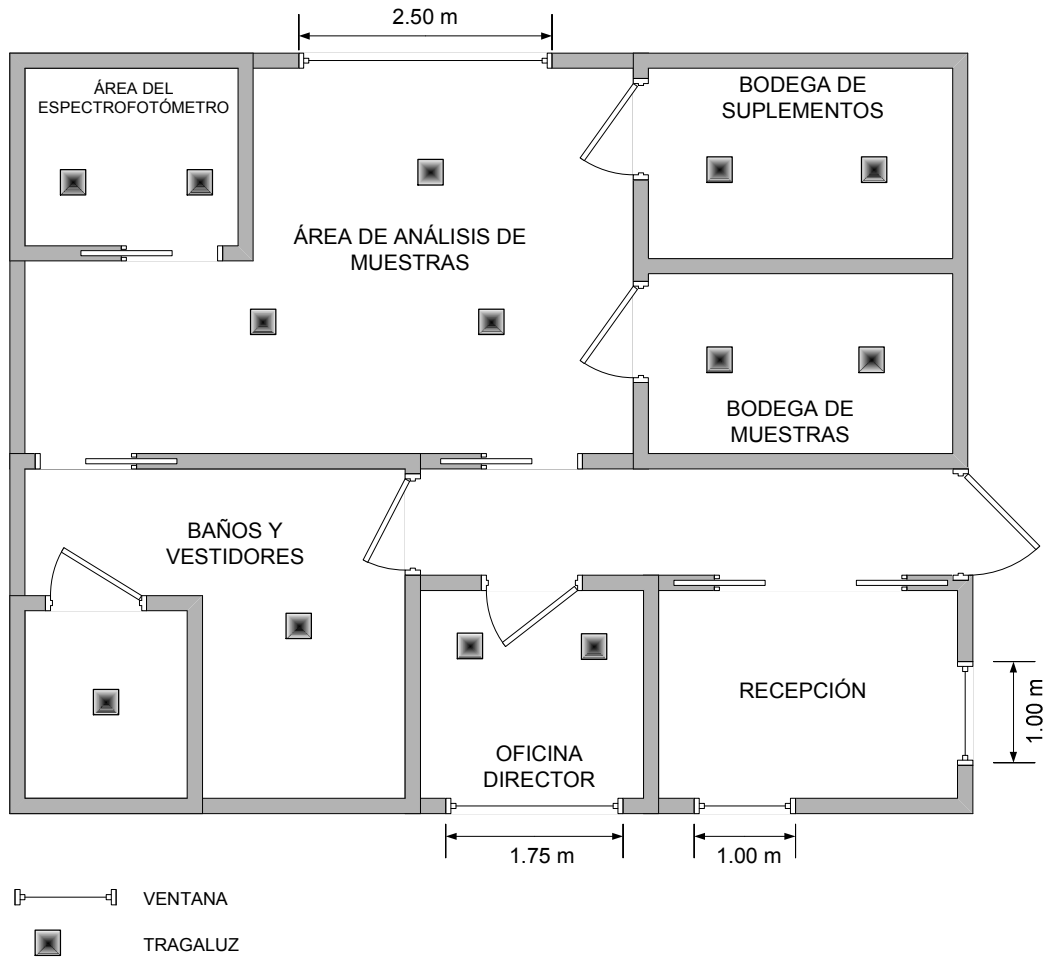 2.50 m
ÁREA DEL
ESPECTROFOTÓMETRO
BODEGA DE
SUPLEMENTOS
ÁREA DE ANÁLISIS DE
MUESTRAS
BODEGA DE
MUESTRAS
BAÑOS Y
VESTIDORES
RECEPCIÓN
1.00 m
OFICINA
DIRECTOR
1.75 m
1.00 m
VENTANA
TRAGALUZ